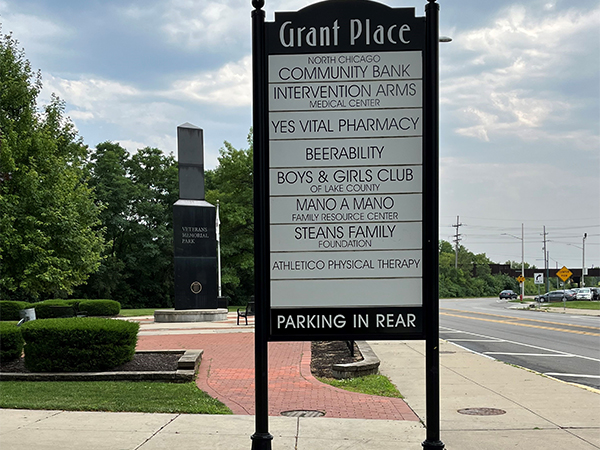 Grant Place
NORTH CHICAGO
COMMUNITY BANK
INTERVENTION ARMS
MEDICAL CENTER
YES VITAL PHARMACY
BEERABILITY
BOYS & GIRLS CLUB
OF LAKE COUNTY
MANO A MANO
FAMILY RESOURCE CENTER
STEANS FAMILY
FOUNDATION
ATHLETICO PHYSICAL THERAPY
PARKING IN REAR
VETERANS
MEMORIAL
PARK